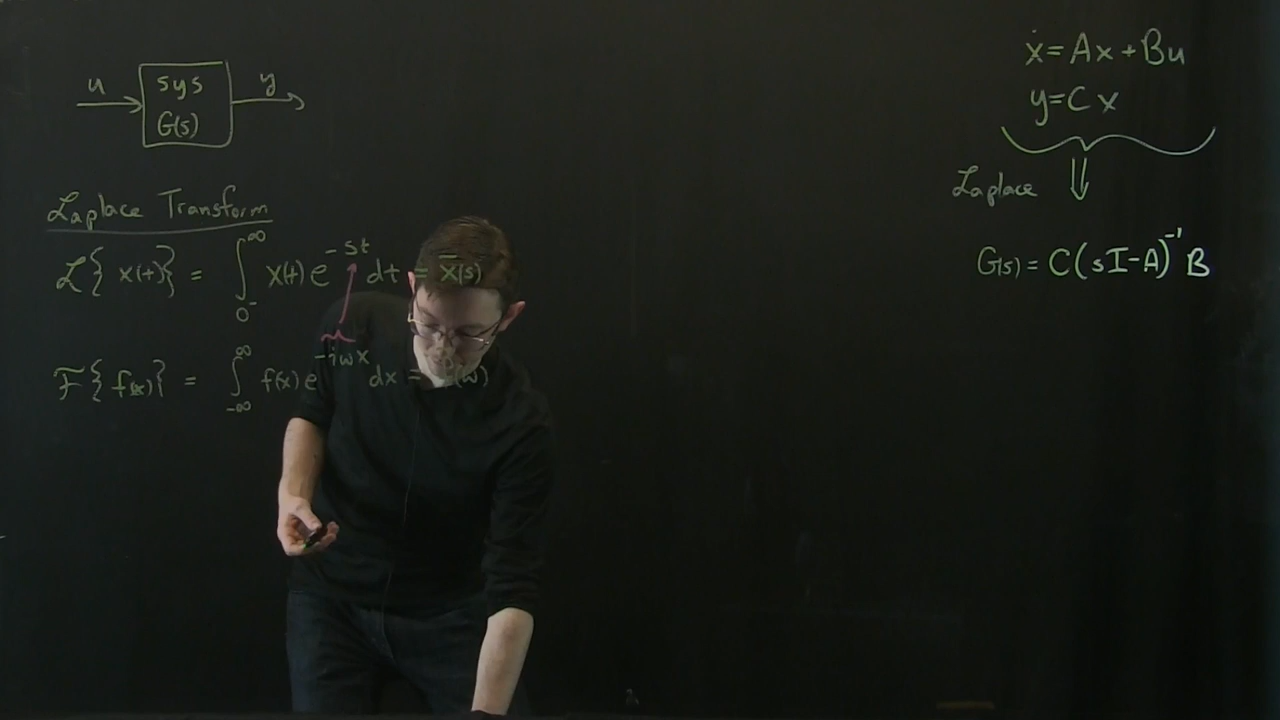 u sys y
G(s)
Laplace Transform
ℒ{x(t)} = ∫₀₋^∞ x(t) e^{-st} dt = x̄(s)
ℱ{f(x)} = ∫_{-∞}^{∞} f(x) e^{-iωx} dx = (ω)
ẋ = Ax + Bu
y = Cx
Laplace ⇓
G(s) = C(sI-A)^{-1} B